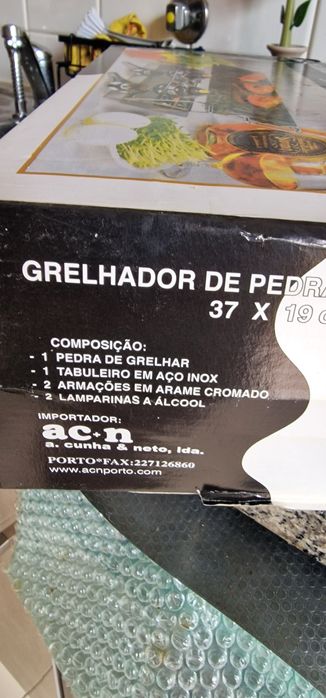 GRELHADOR DE PEDRA
37 X 19
COMPOSIÇÃO:
- 1 PEDRA DE GRELHAR
- 1 TABULEIRO EM AÇO INOX
- 2 ARMAÇÕES EM ARAME CROMADO
- 2 LAMPARINAS A ÁLCOOL
IMPORTADOR:
ac+n
a. cunha & neto, lda.
PORTO*FAX:227126860
www.acnporto.com